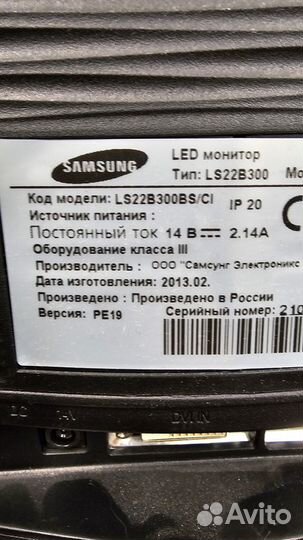 SAMSUNG
LED монитор
Тип: LS22B300
Код модели: LS22B300BS/CI IP 20
Источник питания :
Постоянный ток 14 В 2.14A
Оборудование класса III
Производитель : ООО "Самсунг Электроникс
Дата изготовления: 2013.02.
Произведено : Произведено в России
Версия: PE19 Серийный номер: 210
DC 14V DVI IN
Avito